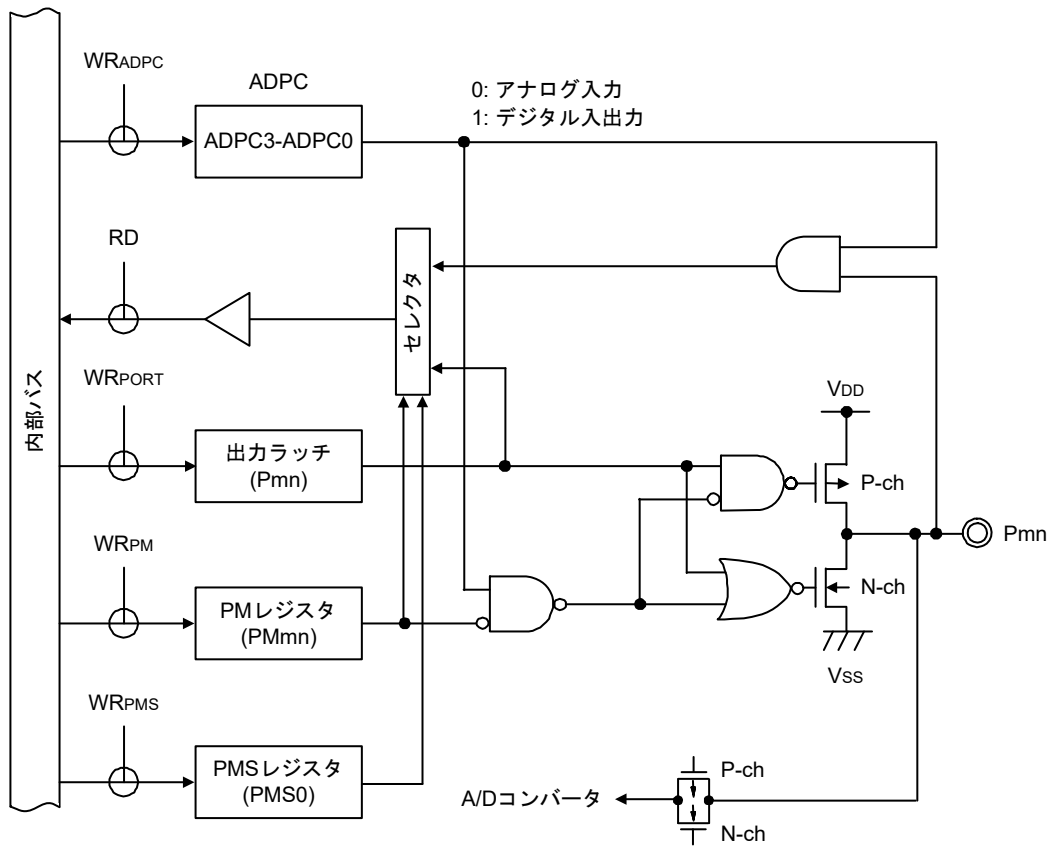 WRADPC
ADPC
ADPC3-ADPC0
0: アナログ入力
1: デジタル入出力
RD
セレクタ
内部バス
WRPORT
出力ラッチ
(Pmn)
VDD
P-ch
Pmn
N-ch
VSS
WRPM
PMレジスタ
(PMmn)
WRPMS
PMSレジスタ
(PMS0)
A/Dコンバータ
P-ch
N-ch